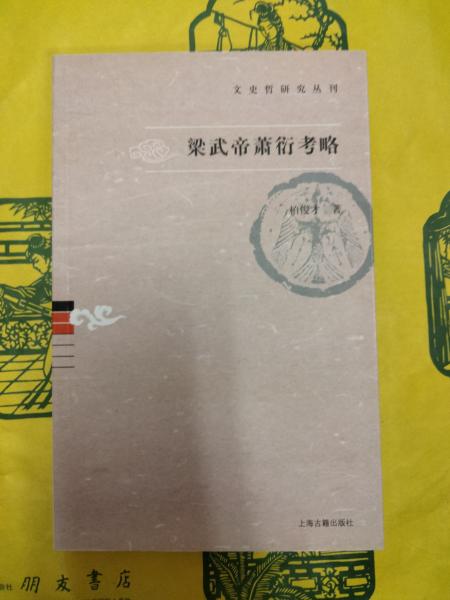 文史哲研究丛刊
梁武帝萧衍考略
柏俊才 著
上海古籍出版社
朋友書店